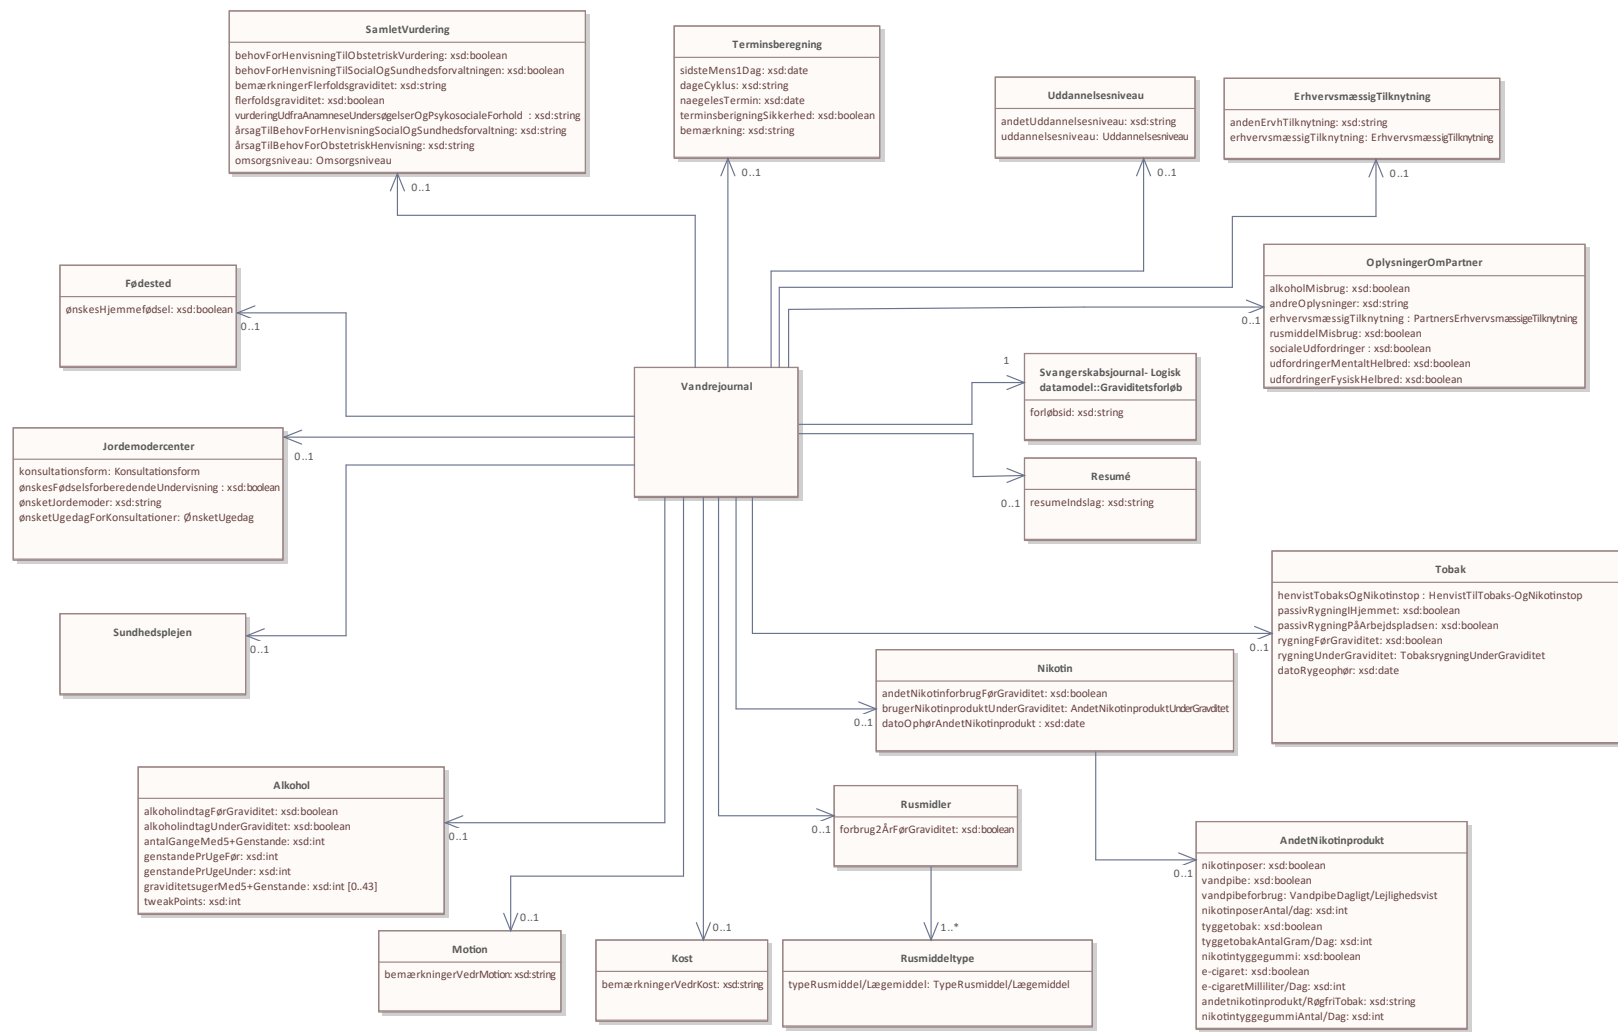 SamletVurdering
behovForHenvisningTilObstetriskVurdering: xsd:boolean
behovForHenvisningTilSocialOgSundhedsforvaltningen: xsd:boolean
bemærkningerFlerfoldsgraviditet: xsd:string
flerfoldsgraviditet: xsd:boolean
vurderingUdfraAnamneseUndersøgelserOgPsykosocialeForhold : xsd:string
årsagTilBehovForHenvisningSocialOgSundhedsforvaltning: xsd:string
årsagTilBehovForObstetriskHenvisning: xsd:string
omsorgsniveau: Omsorgsniveau
0..1
Terminsberegning
sidsteMens1Dag: xsd:date
dageCyklus: xsd:string
naegelesTermin: xsd:date
terminsberigningSikkerhed: xsd:boolean
bemærkning: xsd:string
0..1
Uddannelsesniveau
andetUddannelsesniveau: xsd:string
uddannelsesniveau: Uddannelsesniveau
0..1
ErhvervsmæssigTilknytning
andenErvhTilknytning: xsd:string
erhvervsmæssigTilknytning: ErhvervsmæssigTilknytning
0..1
OplysningerOmPartner
alkoholMisbrug: xsd:boolean
andreOplysninger: xsd:string
erhvervsmæssigTilknytning : PartnersErhvervsmæssigeTilknytning
rusmiddelMisbrug: xsd:boolean
socialeUdfordringer : xsd:boolean
udfordringerMentaltHelbred: xsd:boolean
udfordringerFysiskHelbred: xsd:boolean
0..1
Fødested
ønskesHjemmefødsel: xsd:boolean
0..1
Vandrejournal
1
Svangerskabsjournal- Logisk
datamodel::Graviditetsforløb
forløbsid: xsd:string
Jordemodercenter
konsultationsform: Konsultationsform
ønskesFødselsforberedendeUndervisning : xsd:boolean
ønsketJordemoder: xsd:string
ønsketUgedagForKonsultationer: ØnsketUgedag
0..1
Resumé
resumeIndslag: xsd:string
0..1
Sundhedsplejen
0..1
Tobak
henvistTobaksOgNikotinstop : HenvistTilTobaks-OgNikotinstop
passivRygningIHjemmet: xsd:boolean
passivRygningPåArbejdspladsen: xsd:boolean
rygningFørGraviditet: xsd:boolean
rygningUnderGraviditet: TobaksrygningUnderGraviditet
datoRygeophør: xsd:date
0..1
Nikotin
andetNikotinforbrugFørGraviditet: xsd:boolean
brugerNikotinproduktUnderGraviditet: AndetNikotinproduktUnderGravditet
datoOphørAndetNikotinprodukt : xsd:date
0..1
Alkohol
alkoholindtagFørGraviditet: xsd:boolean
alkoholindtagUnderGraviditet: xsd:boolean
antalGangeMed5+Genstande: xsd:int
genstandePrUgeFør: xsd:int
genstandePrUgeUnder: xsd:int
graviditetsugerMed5+Genstande: xsd:int [0..43]
tweakPoints: xsd:int
0..1
Rusmidler
forbrug2ÅrFørGraviditet: xsd:boolean
0..1
AndetNikotinprodukt
nikotinposer: xsd:boolean
vandpibe: xsd:boolean
vandpibeforbrug: VandpibeDagligt/Lejlighedsvist
nikotinposerAntal/dag: xsd:int
tyggetobak: xsd:boolean
tyggetobakAntalGram/Dag: xsd:int
nikotintyggegummi: xsd:boolean
e-cigaret: xsd:boolean
e-cigaretMilliliter/Dag: xsd:int
andetnikotinprodukt/RøgfriTobak: xsd:string
nikotintyggegummiAntal/Dag: xsd:int
0..1
Motion
bemærkningerVedrMotion: xsd:string
0..1
Kost
bemærkningerVedrKost: xsd:string
0..1
Rusmiddeltype
typeRusmiddel/Lægemiddel: TypeRusmiddel/Lægemiddel
1..*